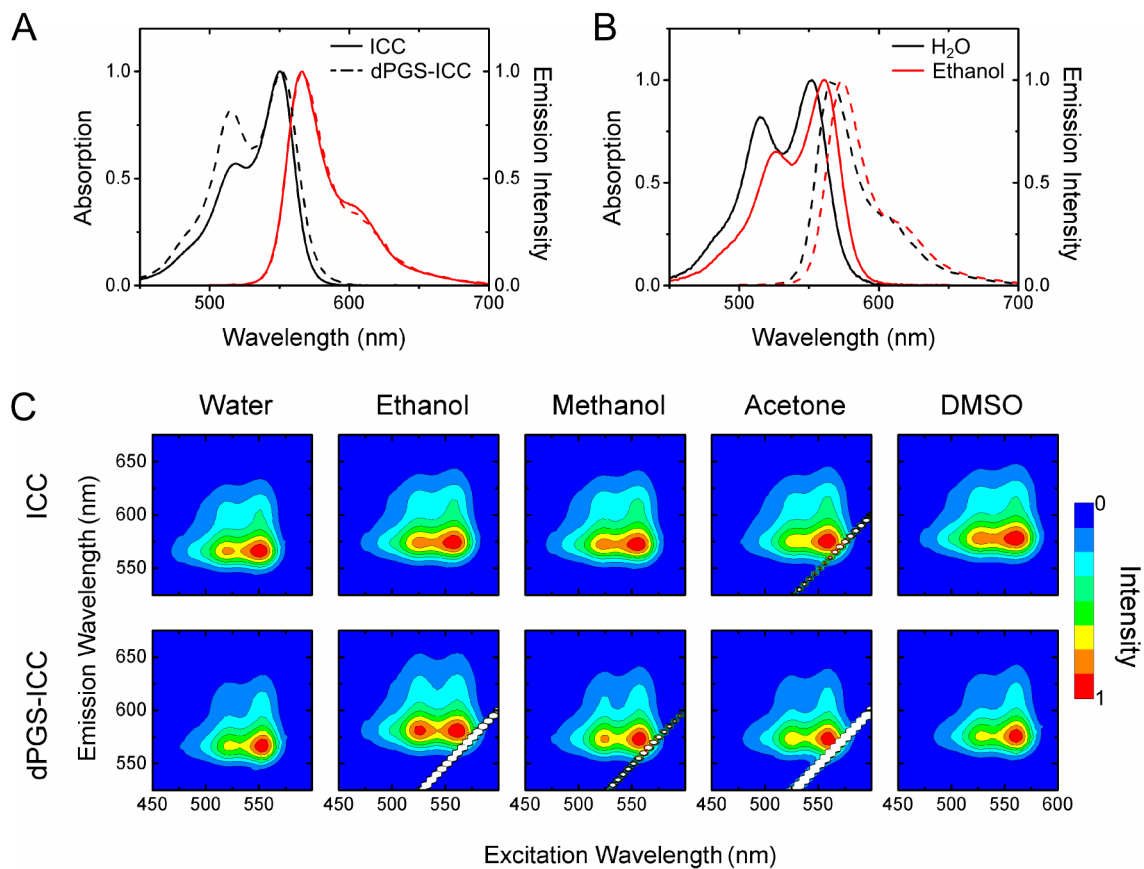 A
ICC
dPGS-ICC
1.0
0.5
0.0
Absorption
1.0
0.5
0.0
Emission Intensity
500
600
700
Wavelength (nm)
B
H₂O
Ethanol
1.0
0.5
0.0
Absorption
1.0
0.5
0.0
Emission Intensity
500
600
700
Wavelength (nm)
C
Water
Ethanol
Methanol
Acetone
DMSO
ICC
dPGS-ICC
Emission Wavelength (nm)
650
600
550
650
600
550
450 500 550
450 500 550
450 500 550
450 500 550
450 500 550 600
Excitation Wavelength (nm)
0
1
Intensity